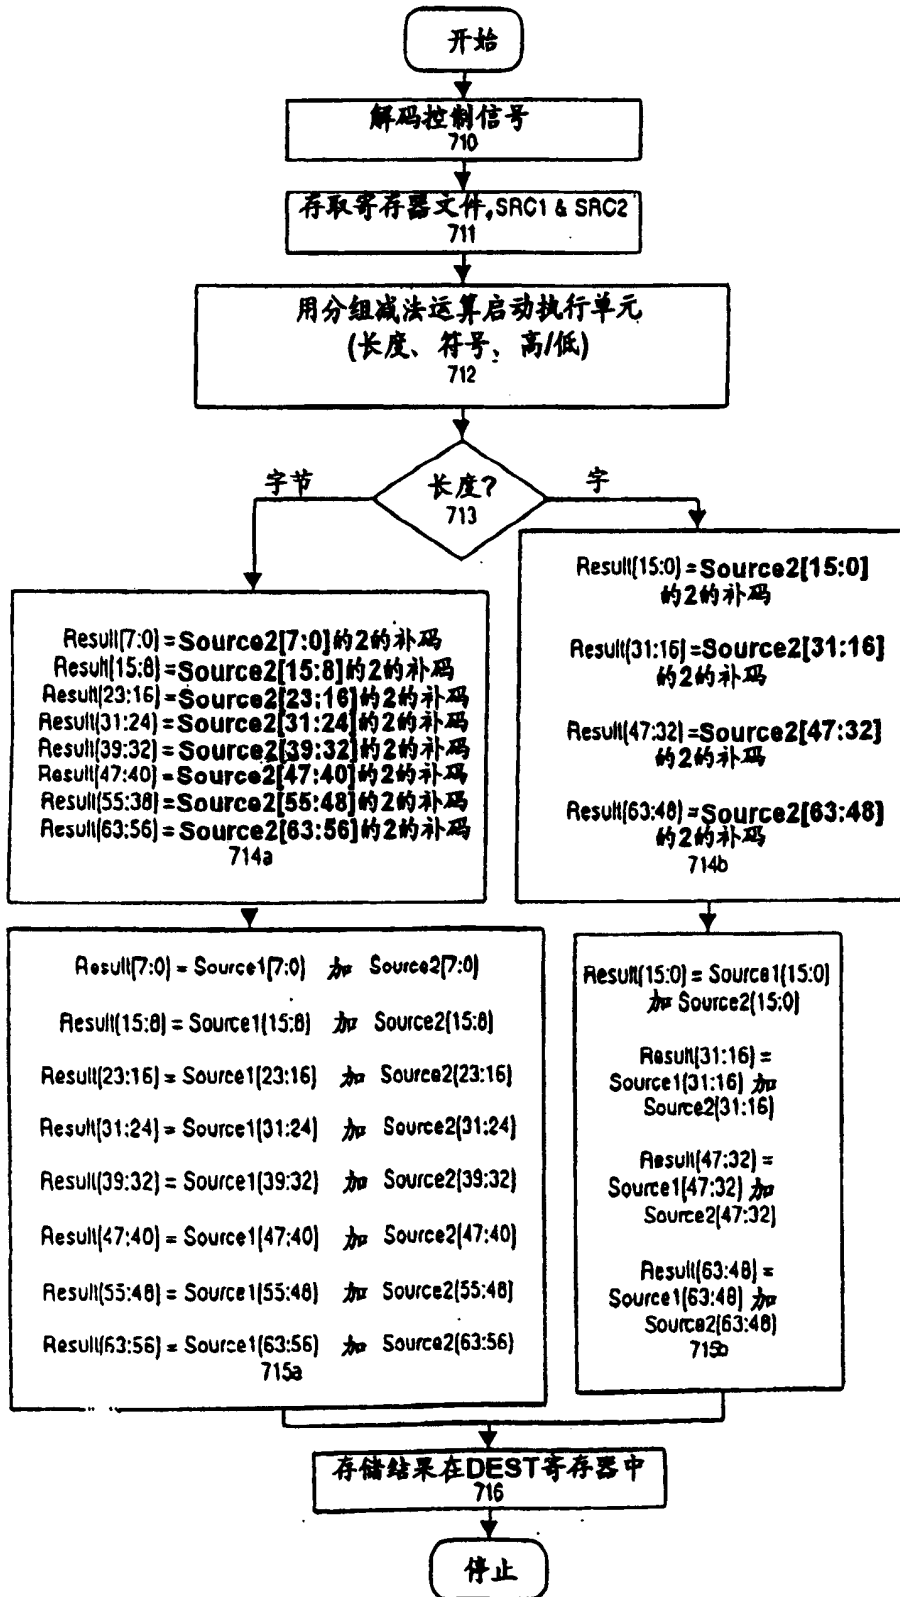 开始
解码控制信号
710
存取寄存器文件,SRC1 & SRC2
711
用分组减法运算启动执行单元
(长度、符号、高/低)
712
长度?
713
字节
字
Result(7:0)=Source2[7:0]的2的补码
Result(15:8)=Source2[15:8]的2的补码
Result(23:16)=Source2[23:16]的2的补码
Result(31:24)=Source2[31:24]的2的补码
Result(39:32)=Source2[39:32]的2的补码
Result(47:40)=Source2[47:40]的2的补码
Result(55:38)=Source2[55:48]的2的补码
Result(63:56)=Source2[63:56]的2的补码
714a
Result(15:0)=Source2[15:0]
的2的补码
Result(31:16)=Source2[31:16]
的2的补码
Result(47:32)=Source2[47:32]
的2的补码
Result(63:48)=Source2[63:48]
的2的补码
714b
Result(7:0) = Source1(7:0) 加 Source2(7:0)
Result(15:8) = Source1(15:8) 加 Source2(15:8)
Result(23:16) = Source1(23:16) 加 Source2(23:16)
Result(31:24) = Source1(31:24) 加 Source2(31:24)
Result(39:32) = Source1(39:32) 加 Source2(39:32)
Result(47:40) = Source1(47:40) 加 Source2(47:40)
Result(55:48) = Source1(55:48) 加 Source2(55:48)
Result(63:56) = Source1(63:56) 加 Source2(63:56)
715a
Result(15:0) = Source1(15:0)
加 Source2(15:0)
Result(31:16) =
Source1(31:16) 加
Source2(31:16)
Result(47:32) =
Source1(47:32) 加
Source2(47:32)
Result(63:48) =
Source1(63:48) 加
Source2(63:48)
715b
存储结果在DEST寄存器中
716
停止